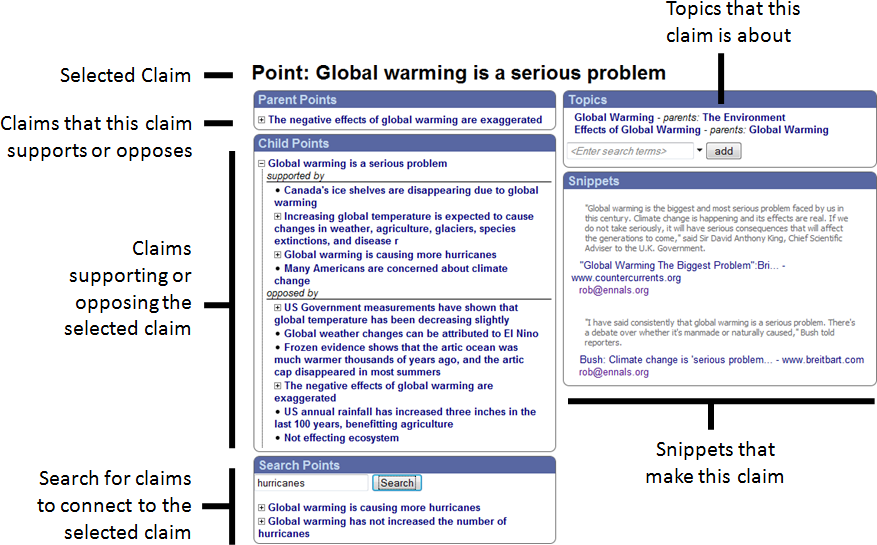 Topics that this
claim is about
Selected Claim
Point: Global warming is a serious problem
Claims that this claim
supports or opposes
Parent Points
The negative effects of global warming are exaggerated
Child Points
Global warming is a serious problem
supported by
Canada's ice shelves are disappearing due to global
warming
Increasing global temperature is expected to cause
changes in weather, agriculture, glaciers, species
extinctions, and disease r
Global warming is causing more hurricanes
Many Americans are concerned about climate
change
opposed by
US Government measurements have shown that
global temperature has been decreasing slightly
Global weather changes can be attributed to El Nino
Frozen evidence shows that the artic ocean was
much warmer thousands of years ago, and the artic
cap disappeared in most summers
The negative effects of global warming are
exaggerated
US annual rainfall has increased three inches in the
last 100 years, benefitting agriculture
Not effecting ecosystem
Claims
supporting or
opposing the
selected claim
Search for claims
to connect to the
selected claim
Search Points
hurricanes Search
Global warming is causing more hurricanes
Global warming has not increased the number of
hurricanes
Topics
Global Warming - parents: The Environment
Effects of Global Warming - parents: Global Warming
<Enter search terms> add
Snippets
"Global warming is the biggest and most serious problem faced by us in
this century. Climate change is happening and its effects are real. If we
do not take seriously, it will have serious consequences that will affect
the generations to come," said Sir David Anthony King, Chief Scientific
Adviser to the U.K. Government.
"Global Warming The Biggest Problem":Bri... -
www.countercurrents.org
rob@ennals.org
"I have said consistently that global warming is a serious problem. There's
a debate over whether it's manmade or naturally caused," Bush told
reporters.
Bush: Climate change is 'serious problem... - www.breitbart.com
rob@ennals.org
Snippets that
make this claim